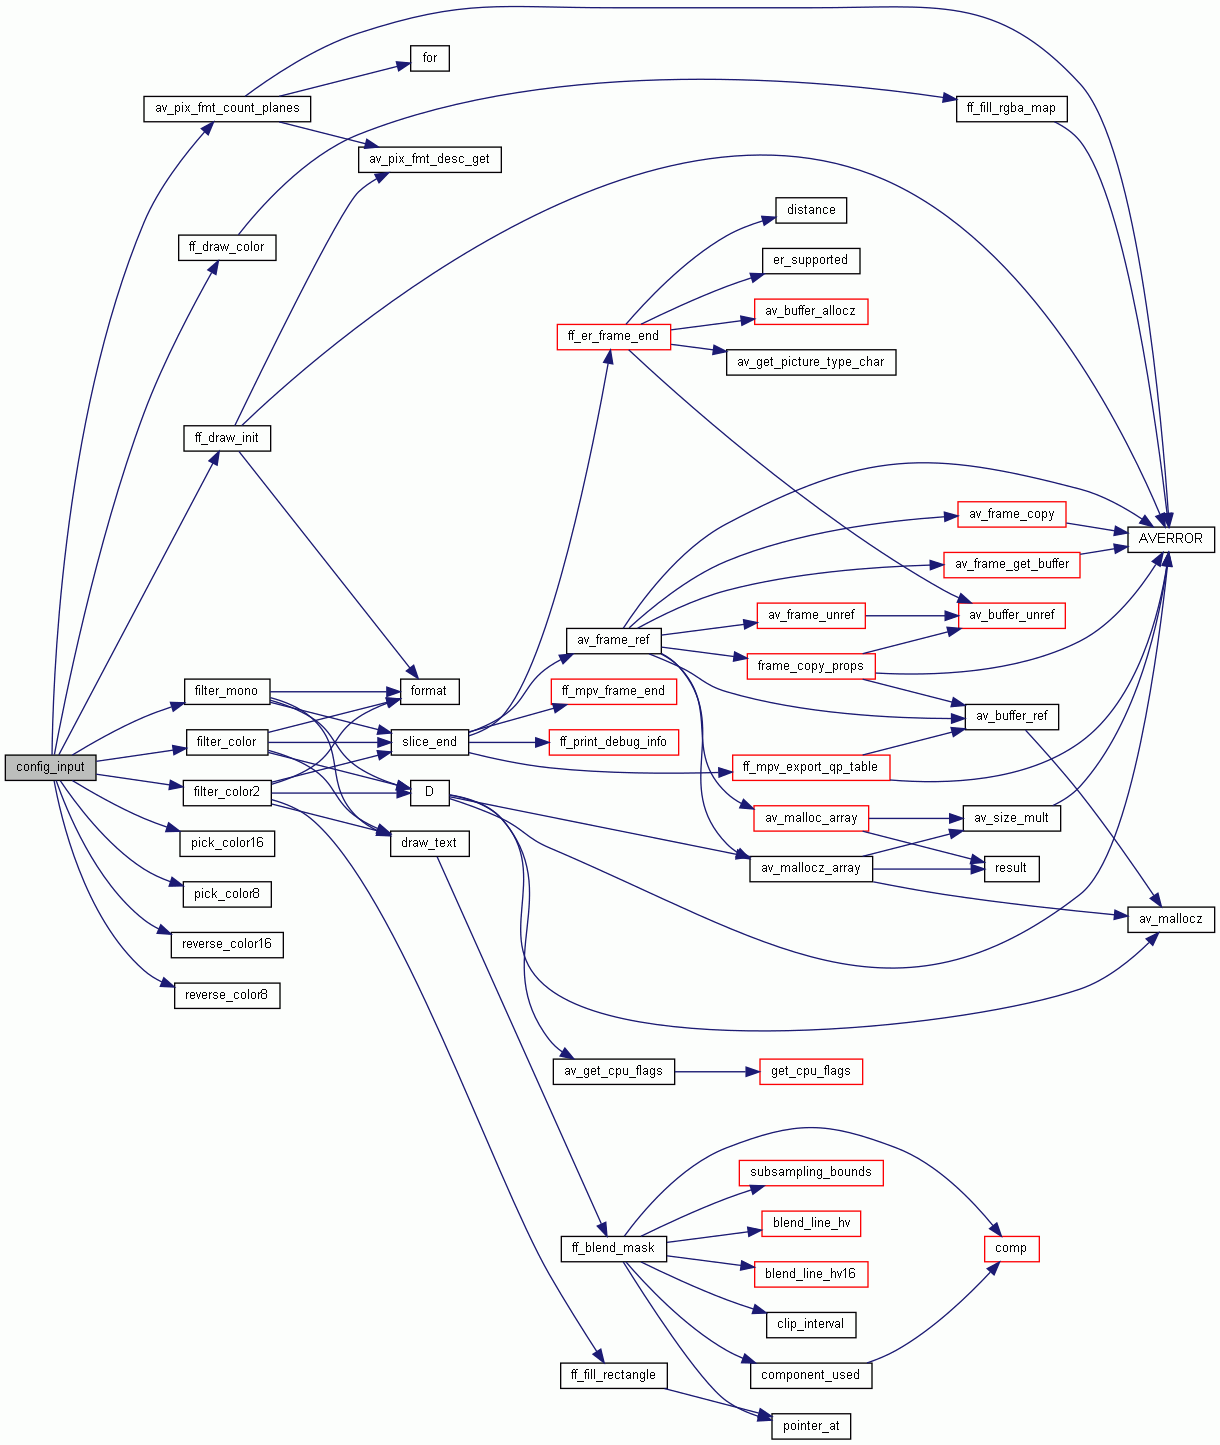 for
av_pix_fmt_count_planes
ff_fill_rgba_map
av_pix_fmt_desc_get
distance
ff_draw_color
er_supported
av_buffer_allocz
ff_er_frame_end
av_get_picture_type_char
ff_draw_init
av_frame_copy
AVERROR
av_frame_get_buffer
av_frame_unref
av_buffer_unref
av_frame_ref
frame_copy_props
filter_mono
format
ff_mpv_frame_end
av_buffer_ref
filter_color
slice_end
ff_print_debug_info
config_input
ff_mpv_export_qp_table
filter_color2
D
av_malloc_array
av_size_mult
pick_color16
draw_text
av_mallocz_array
result
pick_color8
av_mallocz
reverse_color16
reverse_color8
av_get_cpu_flags
get_cpu_flags
subsampling_bounds
blend_line_hv
ff_blend_mask
comp
blend_line_hv16
clip_interval
ff_fill_rectangle
component_used
pointer_at